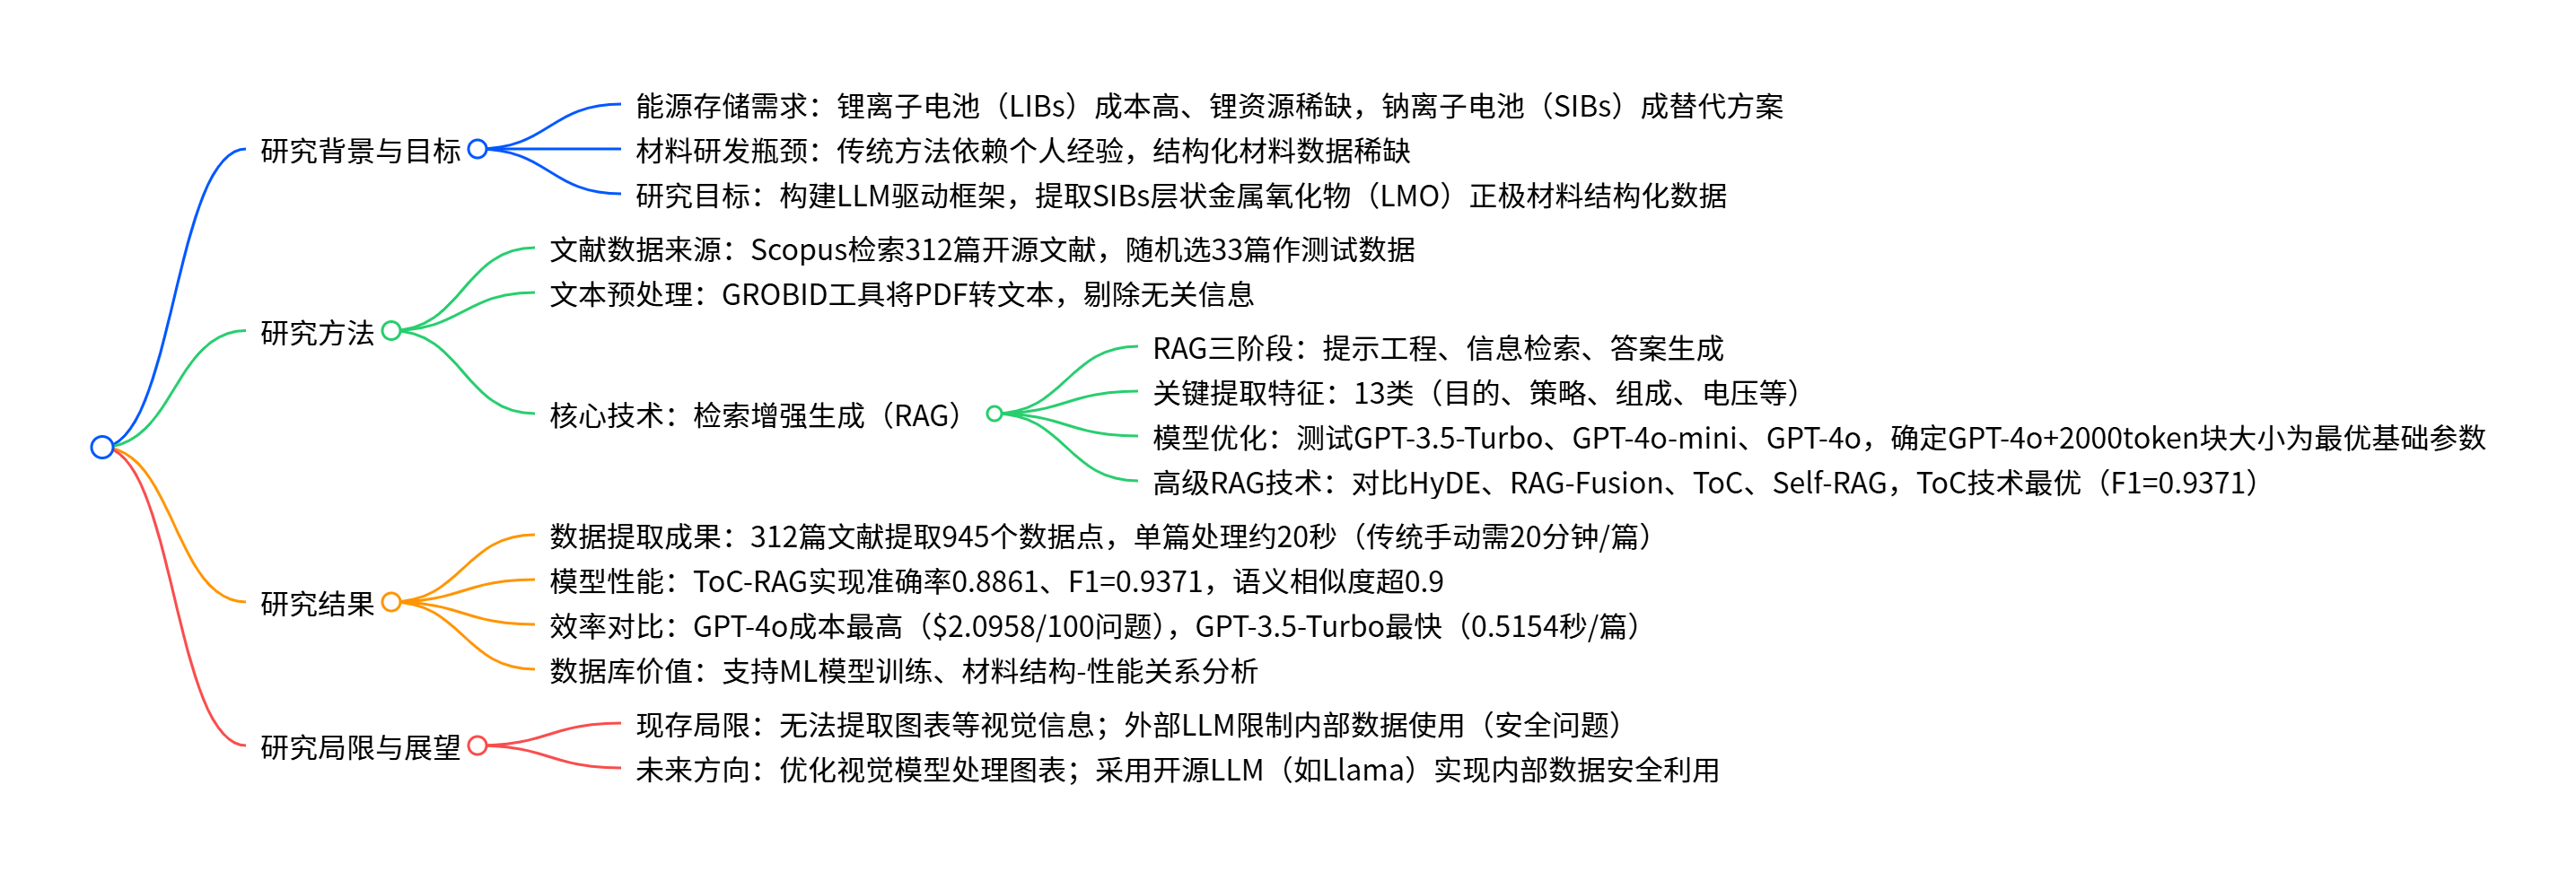 研究背景与目标
能源存储需求：锂离子电池（LIBs）成本高、锂资源稀缺，钠离子电池（SIBs）成替代方案
材料研发瓶颈：传统方法依赖个人经验，结构化材料数据稀缺
研究目标：构建LLM驱动框架，提取SIBs层状金属氧化物（LMO）正极材料结构化数据
研究方法
文献数据来源：Scopus检索312篇开源文献，随机选33篇作测试数据
文本预处理：GROBID工具将PDF转文本，剔除无关信息
核心技术：检索增强生成（RAG）
RAG三阶段：提示工程、信息检索、答案生成
关键提取特征：13类（目的、策略、组成、电压等）
模型优化：测试GPT-3.5-Turbo、GPT-4o-mini、GPT-4o，确定GPT-4o+2000token块大小为最优基础参数
高级RAG技术：对比HyDE、RAG-Fusion、ToC、Self-RAG，ToC技术最优（F1=0.9371）
研究结果
数据提取成果：312篇文献提取945个数据点，单篇处理约20秒（传统手动需20分钟/篇）
模型性能：ToC-RAG实现准确率0.8861、F1=0.9371，语义相似度超0.9
效率对比：GPT-4o成本最高（$2.0958/100问题），GPT-3.5-Turbo最快（0.5154秒/篇）
数据库价值：支持ML模型训练、材料结构-性能关系分析
研究局限与展望
现存局限：无法提取图表等视觉信息；外部LLM限制内部数据使用（安全问题）
未来方向：优化视觉模型处理图表；采用开源LLM（如Llama）实现内部数据安全利用